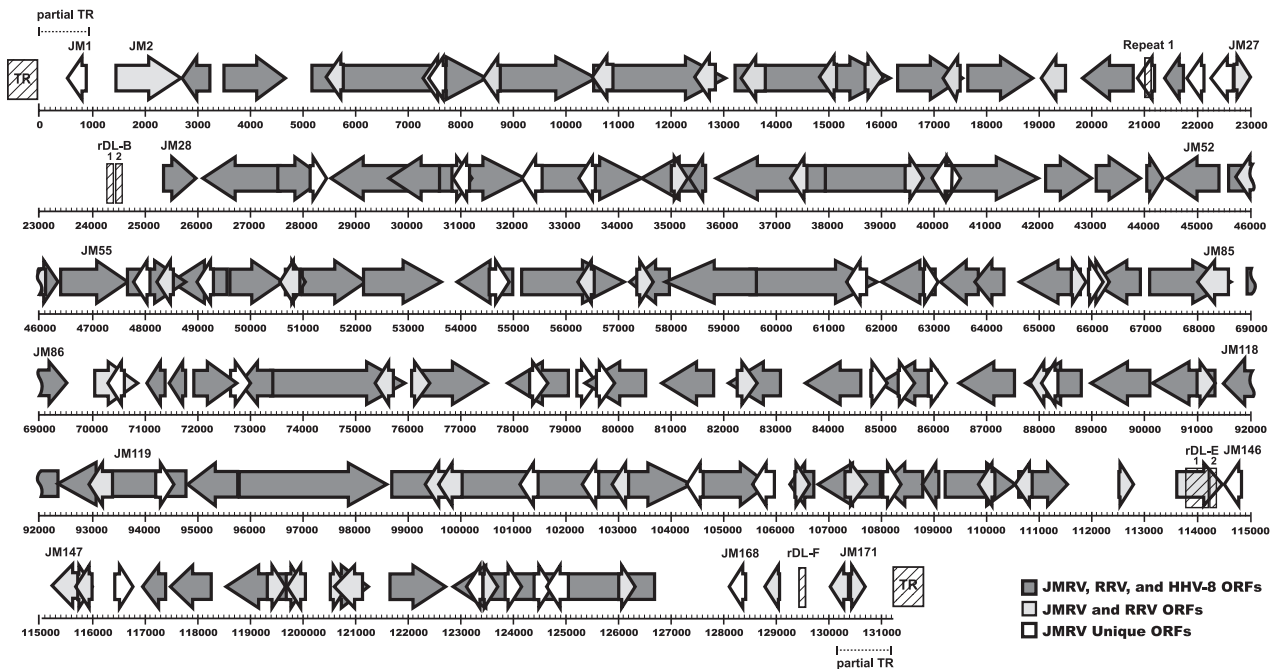 partial TR
JM1 JM2 Repeat 1 JM27
TR
0 1000 2000 3000 4000 5000 6000 7000 8000 9000 10000 11000 12000 13000 14000 15000 16000 17000 18000 19000 20000 21000 22000 23000
rDL-B
1 2
JM28 JM52
23000 24000 25000 26000 27000 28000 29000 30000 31000 32000 33000 34000 35000 36000 37000 38000 39000 40000 41000 42000 43000 44000 45000 46000
JM55 JM85
46000 47000 48000 49000 50000 51000 52000 53000 54000 55000 56000 57000 58000 59000 60000 61000 62000 63000 64000 65000 66000 67000 68000 69000
JM86 JM118
69000 70000 71000 72000 73000 74000 75000 76000 77000 78000 79000 80000 81000 82000 83000 84000 85000 86000 87000 88000 89000 90000 91000 92000
JM119 rDL-E JM146
1 2
92000 93000 94000 95000 96000 97000 98000 99000 100000 101000 102000 103000 104000 105000 106000 107000 108000 109000 110000 111000 112000 113000 114000 115000
JM147 JM168 rDL-F JM171
TR
115000 116000 117000 118000 119000 120000 121000 122000 123000 124000 125000 126000 127000 128000 129000 130000 131000
partial TR
JMRV, RRV, and HHV-8 ORFs
JMRV and RRV ORFs
JMRV Unique ORFs